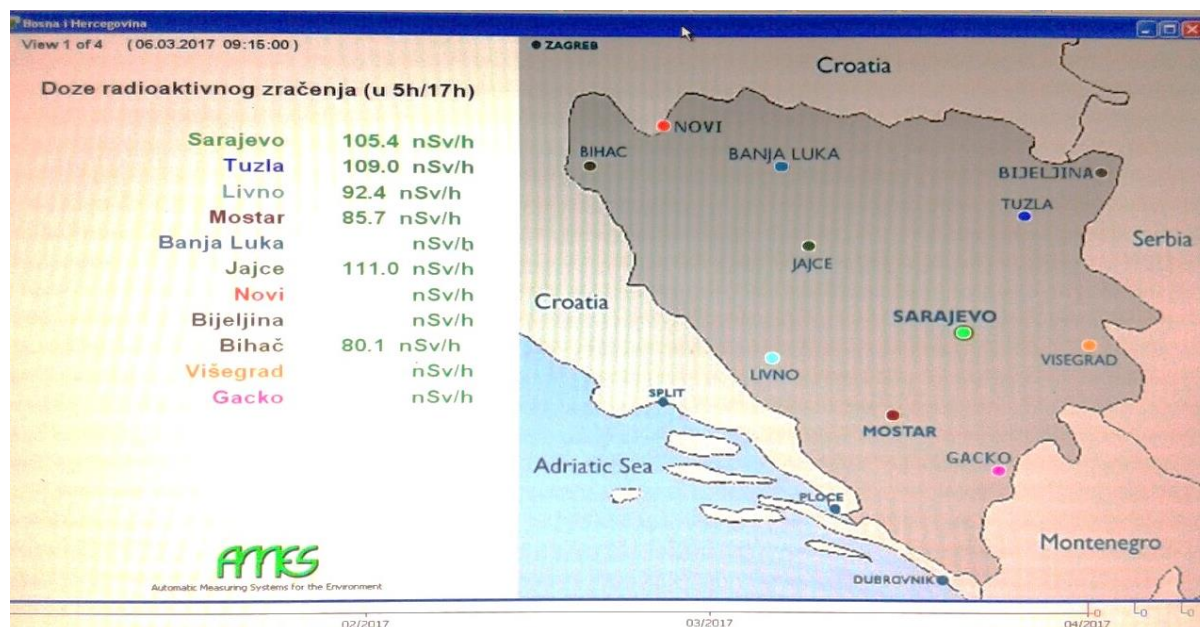 Bosna i Hercegovina
View 1 of 4 (06.03.2017 09:15:00)
Doze radioaktivnog zračenja (u 5h/17h)
Sarajevo 105.4 nSv/h
Tuzla 109.0 nSv/h
Livno 92.4 nSv/h
Mostar 85.7 nSv/h
Banja Luka nSv/h
Jajce 111.0 nSv/h
Novi nSv/h
Bijeljina nSv/h
Bihač 80.1 nSv/h
Višegrad nSv/h
Gacko nSv/h
AMES
Automatic Measuring Systems for the Environment
ZAGREB
Croatia
NOVI
BIHAC
BANJA LUKA
BIJELJINA
TUZLA
Serbia
JAJCE
Croatia
SARAJEVO
VISEGRAD
LIVNO
SPLIT
MOSTAR
GACKO
Adriatic Sea
PLOCE
Montenegro
DUBROVNIK
02/2017
03/2017
04/2017